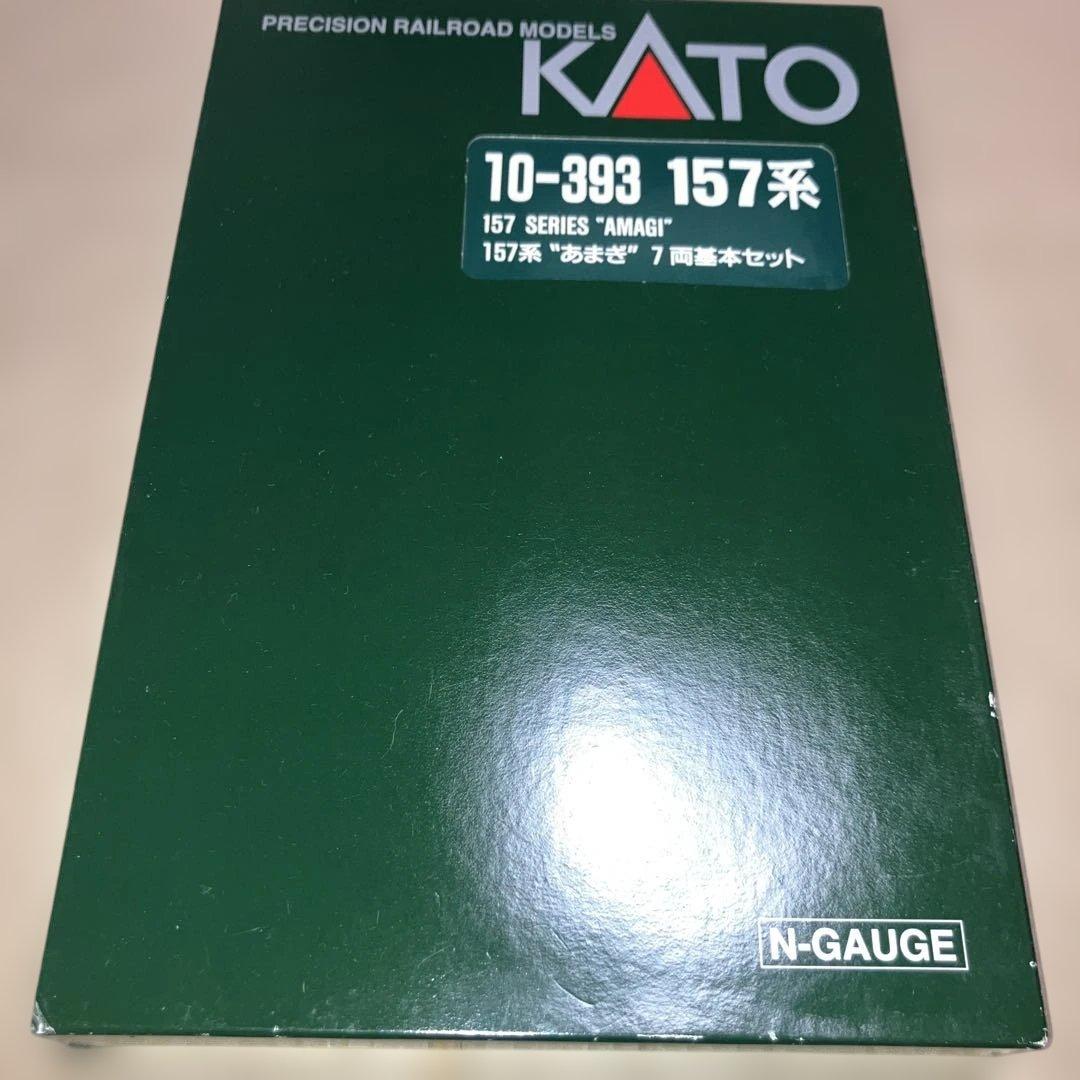 PRECISION RAILROAD MODELS
KATO
10-393 157系
157 SERIES "AMAGI"
157系 "あまぎ" 7両基本セット
N-GAUGE